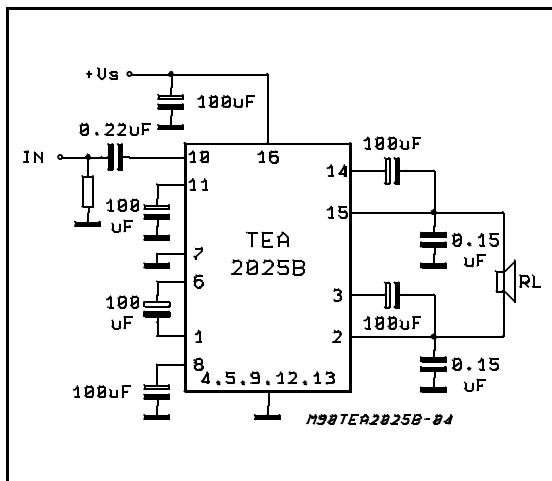 +Vs
100uF
0.22uF
100uF
IN
10
16
14
11
100
uF
15
TEA
2025B
0.15
uF
7
6
RL
100
uF
3
100uF
1
2
8
0.15
uF
100uF
4.5.9.12.13
M90TEA2025B-04